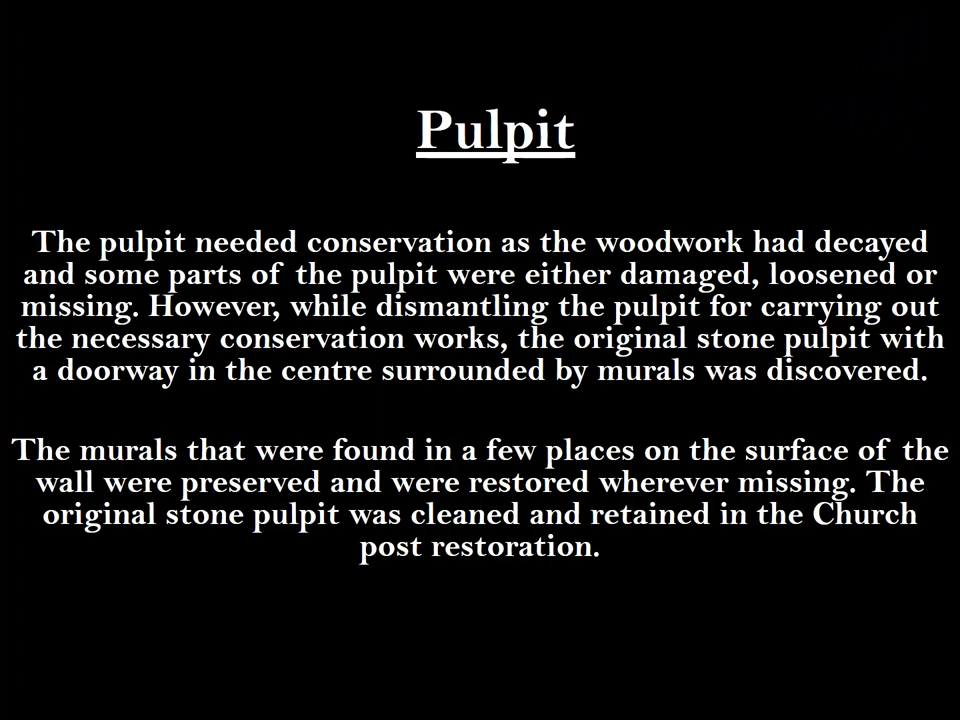 Pulpit
The pulpit needed conservation as the woodwork had decayed
and some parts of the pulpit were either damaged, loosened or
missing. However, while dismantling the pulpit for carrying out
the necessary conservation works, the original stone pulpit with
a doorway in the centre surrounded by murals was discovered.
The murals that were found in a few places on the surface of the
wall were preserved and were restored wherever missing. The
original stone pulpit was cleaned and retained in the Church
post restoration.